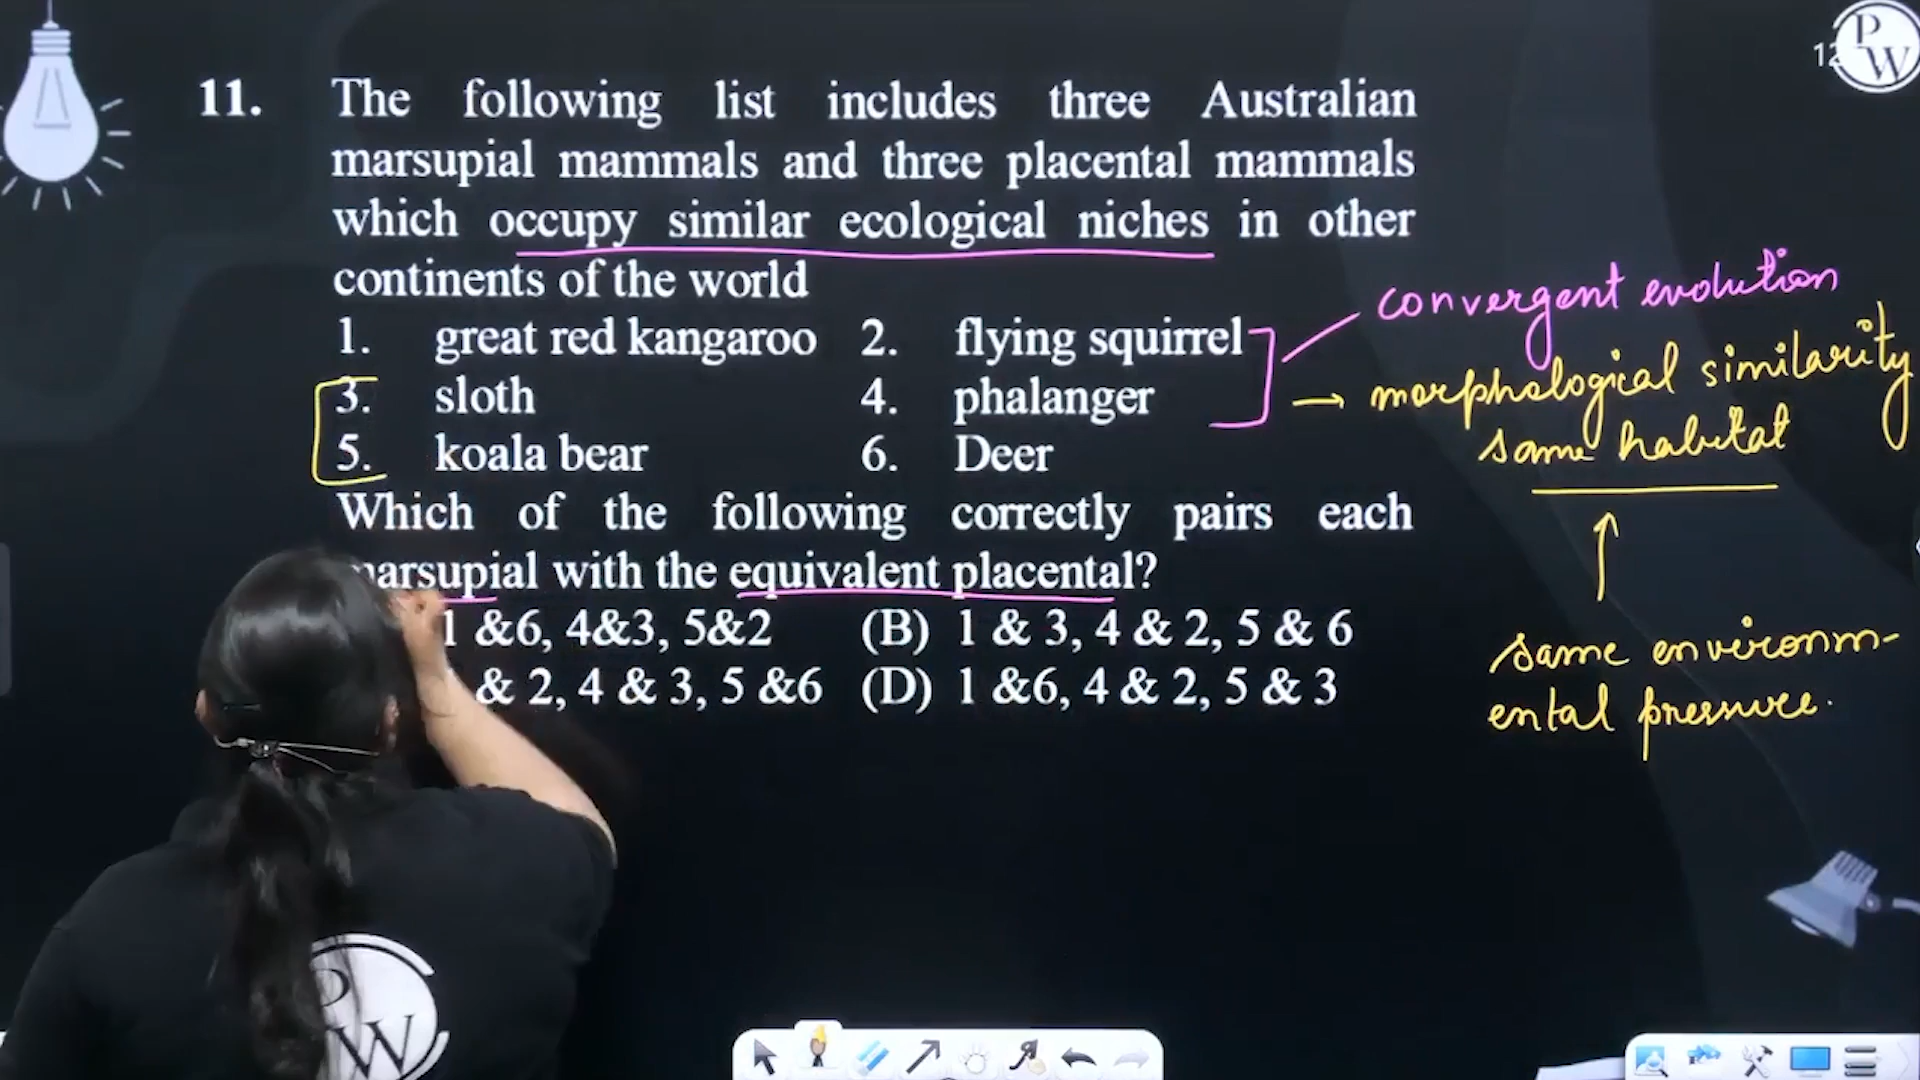 P
W
11. The following list includes three Australian
marsupial mammals and three placental mammals
which occupy similar ecological niches in other
continents of the world
1. great red kangaroo 2. flying squirrel
3. sloth 4. phalanger
5. koala bear 6. Deer
Which of the following correctly pairs each
marsupial with the equivalent placental?
1 &6, 4&3, 5&2 (B) 1 & 3, 4 & 2, 5 & 6
& 2, 4 & 3, 5 &6 (D) 1 &6, 4 & 2, 5 & 3
convergent evolution
→ morphological similarity
same habitat
same environm-
ental pressure.
P
W